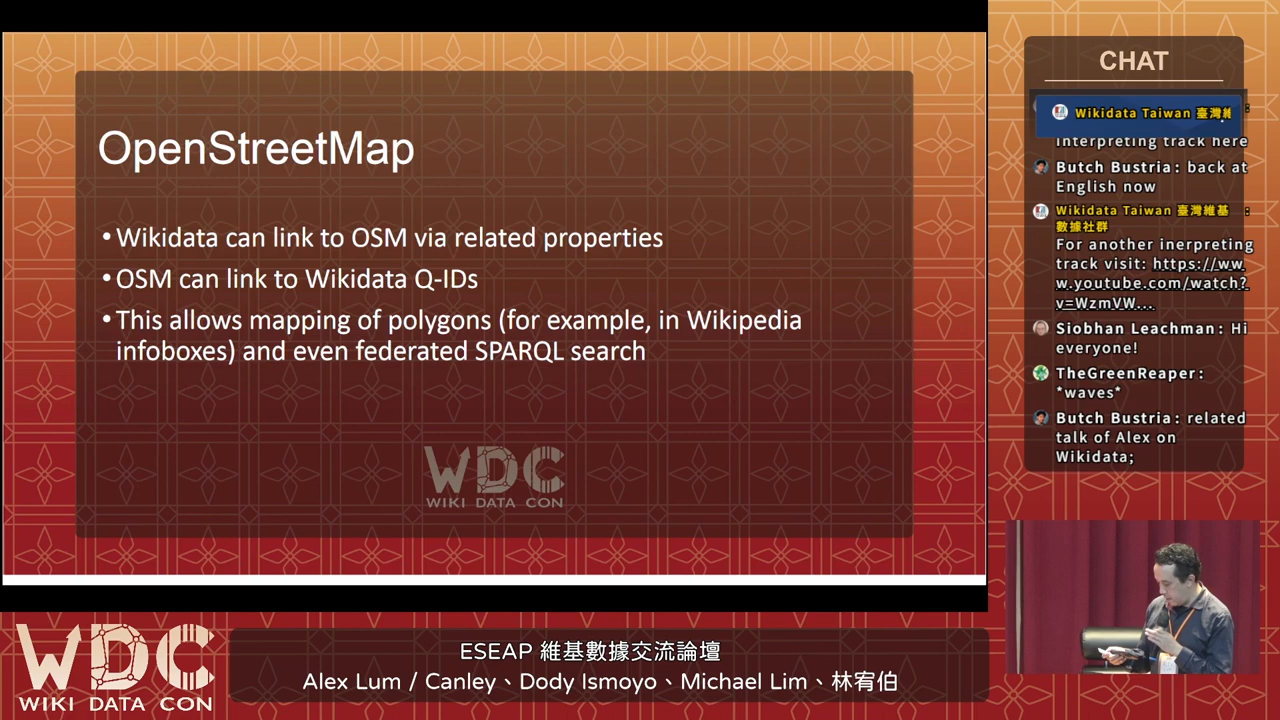 OpenStreetMap
•Wikidata can link to OSM via related properties
•OSM can link to Wikidata Q-IDs
•This allows mapping of polygons (for example, in Wikipedia
infoboxes) and even federated SPARQL search
WDC
WIKI DATA CON
CHAT
Wikidata Taiwan 臺灣維
interpreting track here
Butch Bustria: back at
English now
Wikidata Taiwan 臺灣維基 :
數據社群
For another inerpreting
track visit: https://ww
w.youtube.com/watch?
v=WzmVW...
Siobhan Leachman: Hi
everyone!
TheGreenReaper:
*waves*
Butch Bustria: related
talk of Alex on
Wikidata;
WDC
WIKI DATA CON
ESEAP 維基數據交流論壇
Alex Lum / Canley、Dody Ismoyo、Michael Lim、林宥伯